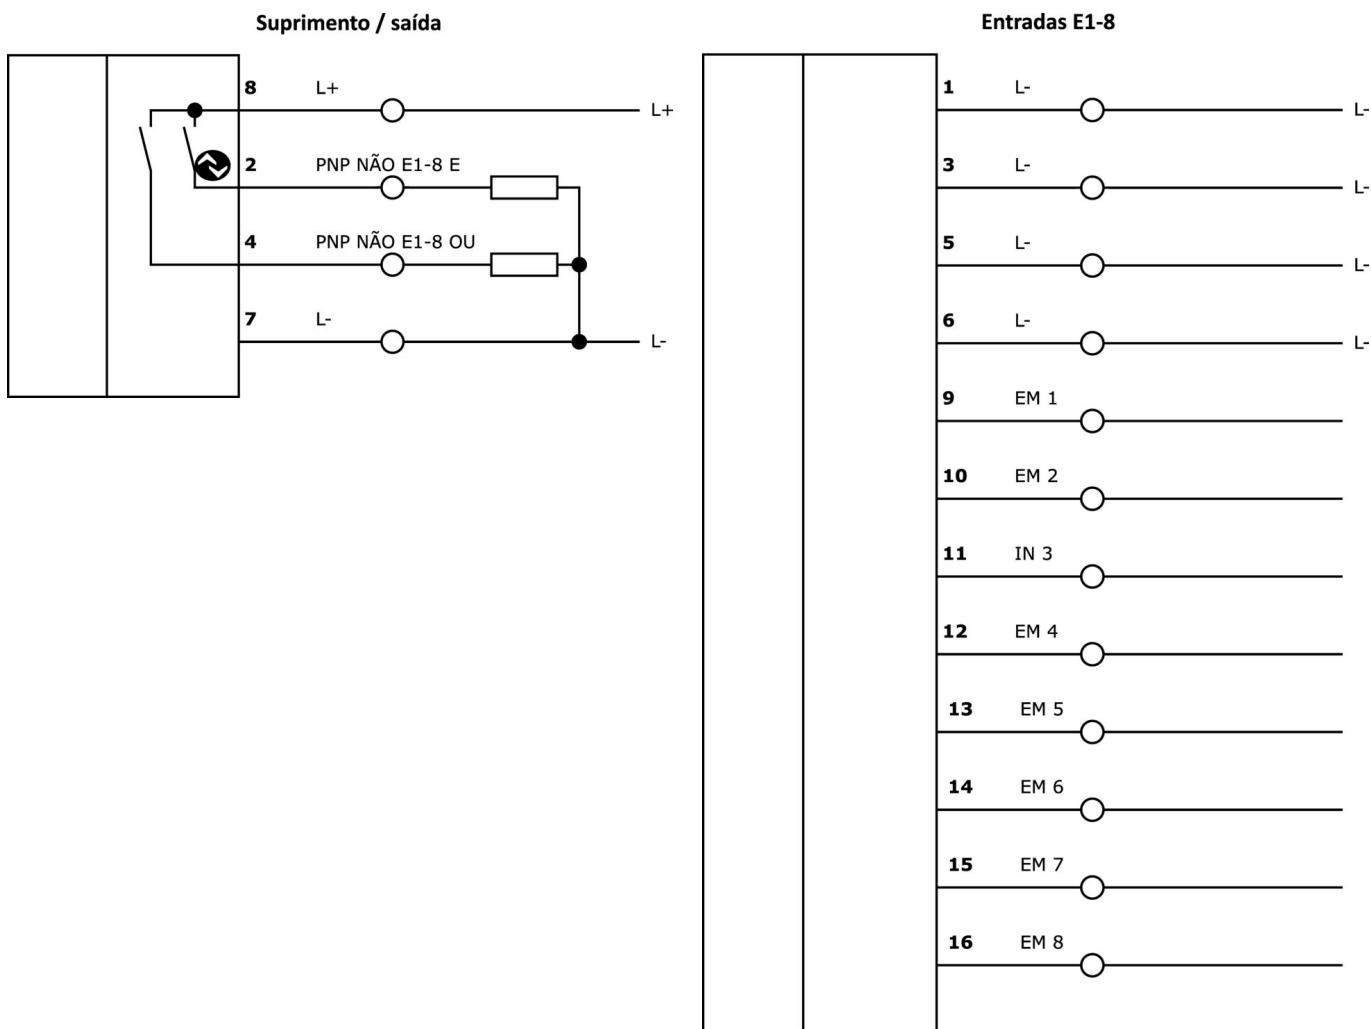 Suprimento / saída
8 L+
L+
2 PNP NÃO E1-8 E
4 PNP NÃO E1-8 OU
7 L-
L-
Entradas E1-8
1 L-
L-
3 L-
L-
5 L-
L-
6 L-
L-
9 EM 1
10 EM 2
11 IN 3
12 EM 4
13 EM 5
14 EM 6
15 EM 7
16 EM 8